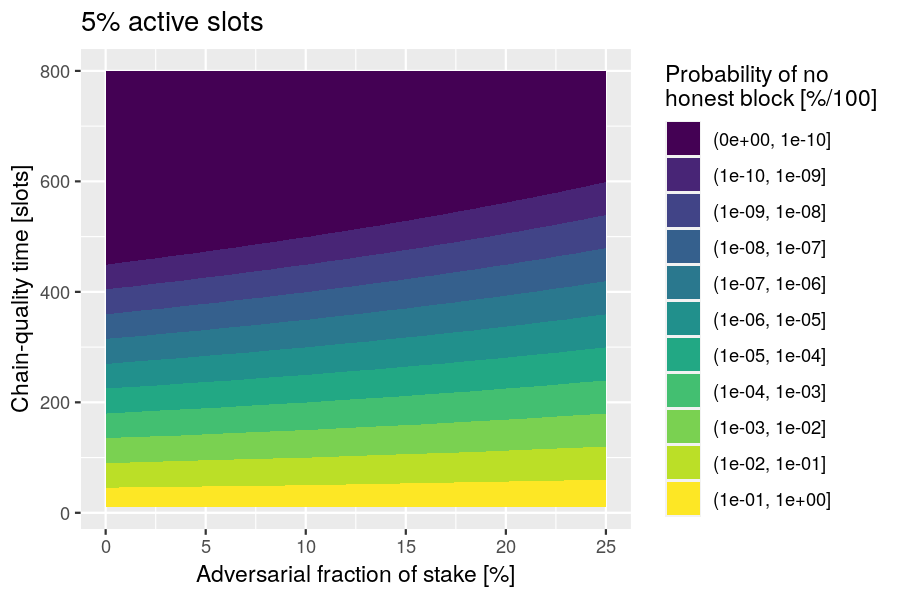 5% active slots
Chain-quality time [slots]
800
600
400
200
0
0 5 10 15 20 25
Adversarial fraction of stake [%]
Probability of no
honest block [%/100]
(0e+00, 1e-10]
(1e-10, 1e-09]
(1e-09, 1e-08]
(1e-08, 1e-07]
(1e-07, 1e-06]
(1e-06, 1e-05]
(1e-05, 1e-04]
(1e-04, 1e-03]
(1e-03, 1e-02]
(1e-02, 1e-01]
(1e-01, 1e+00]